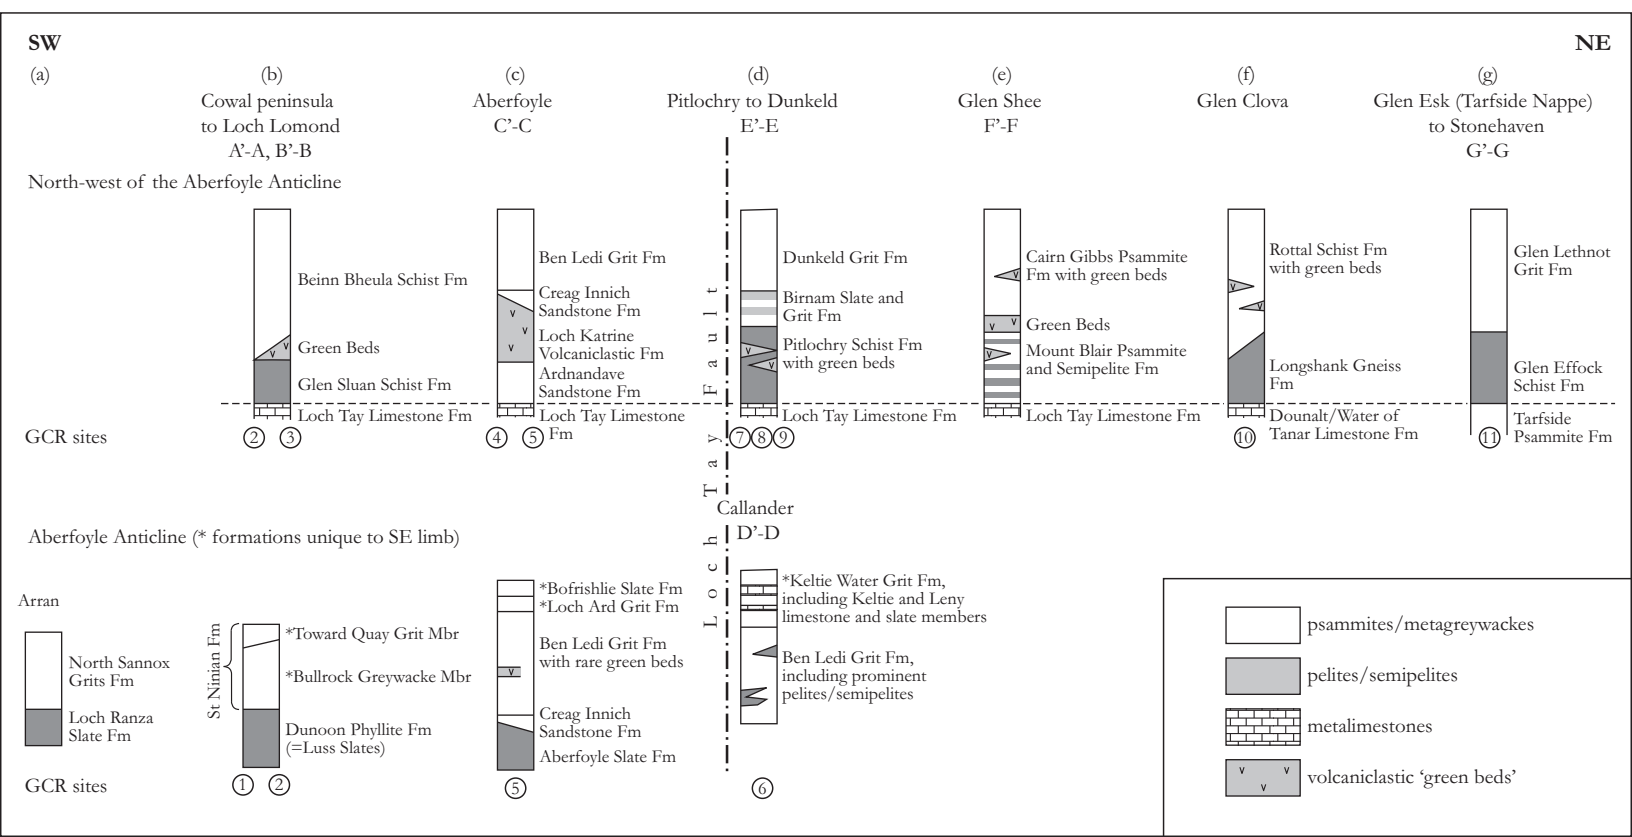 SW
NE
(a)
(b)
Cowal peninsula
to Loch Lomond
A'-A, B'-B
(c)
Aberfoyle
C'-C
(d)
Pitlochry to Dunkeld
E'-E
(e)
Glen Shee
F'-F
(f)
Glen Clova
(g)
Glen Esk (Tarfside Nappe)
to Stonehaven
G'-G
North-west of the Aberfoyle Anticline
Beinn Bheula Schist Fm
Green Beds
Glen Sluan Schist Fm
Loch Tay Limestone Fm
Ben Ledi Grit Fm
Creag Innich
Sandstone Fm
Loch Katrine
Volcaniclastic Fm
Ardnandave
Sandstone Fm
Loch Tay Limestone
Fm
Loch Tay Fault
Dunkeld Grit Fm
Birnam Slate and
Grit Fm
Pitlochry Schist Fm
with green beds
Loch Tay Limestone Fm
Cairn Gibbs Psammite
Fm with green beds
Green Beds
Mount Blair Psammite
and Semipelite Fm
Loch Tay Limestone Fm
Rottal Schist Fm
with green beds
Longshank Gneiss
Fm
Dounalt/Water of
Tanar Limestone Fm
Glen Lethnot
Grit Fm
Glen Effock
Schist Fm
Tarfside
Psammite Fm
GCR sites
2 3 4 5 7 8 9 10 11
Aberfoyle Anticline (* formations unique to SE limb)
Callander
D'-D
Arran
North Sannox
Grits Fm
Loch Ranza
Slate Fm
St Ninian Fm
*Toward Quay Grit Mbr
*Bullrock Greywacke Mbr
Dunoon Phyllite Fm
(=Luss Slates)
*Bofrishlie Slate Fm
*Loch Ard Grit Fm
Ben Ledi Grit Fm
with rare green beds
Creag Innich
Sandstone Fm
Aberfoyle Slate Fm
*Keltie Water Grit Fm,
including Keltie and Leny
limestone and slate members
Ben Ledi Grit Fm,
including prominent
pelites/semipelites
GCR sites
1 2 5 6
psammites/metagreywackes
pelites/semipelites
metalimestones
volcaniclastic ‘green beds’
v v v